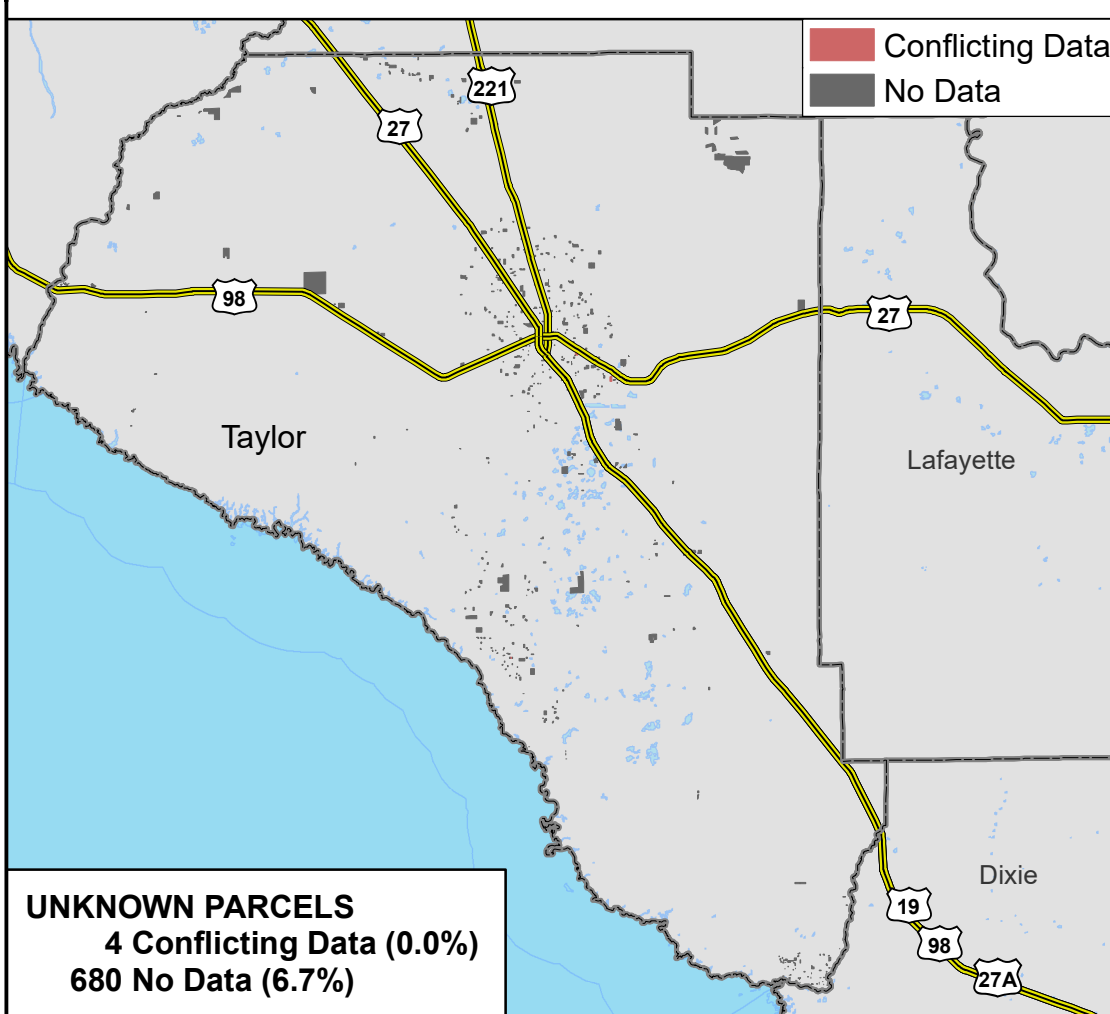 Conflicting Data
No Data
221
27
98
27
Taylor
Lafayette
Dixie
19
98
27A
UNKNOWN PARCELS
4 Conflicting Data (0.0%)
680 No Data (6.7%)